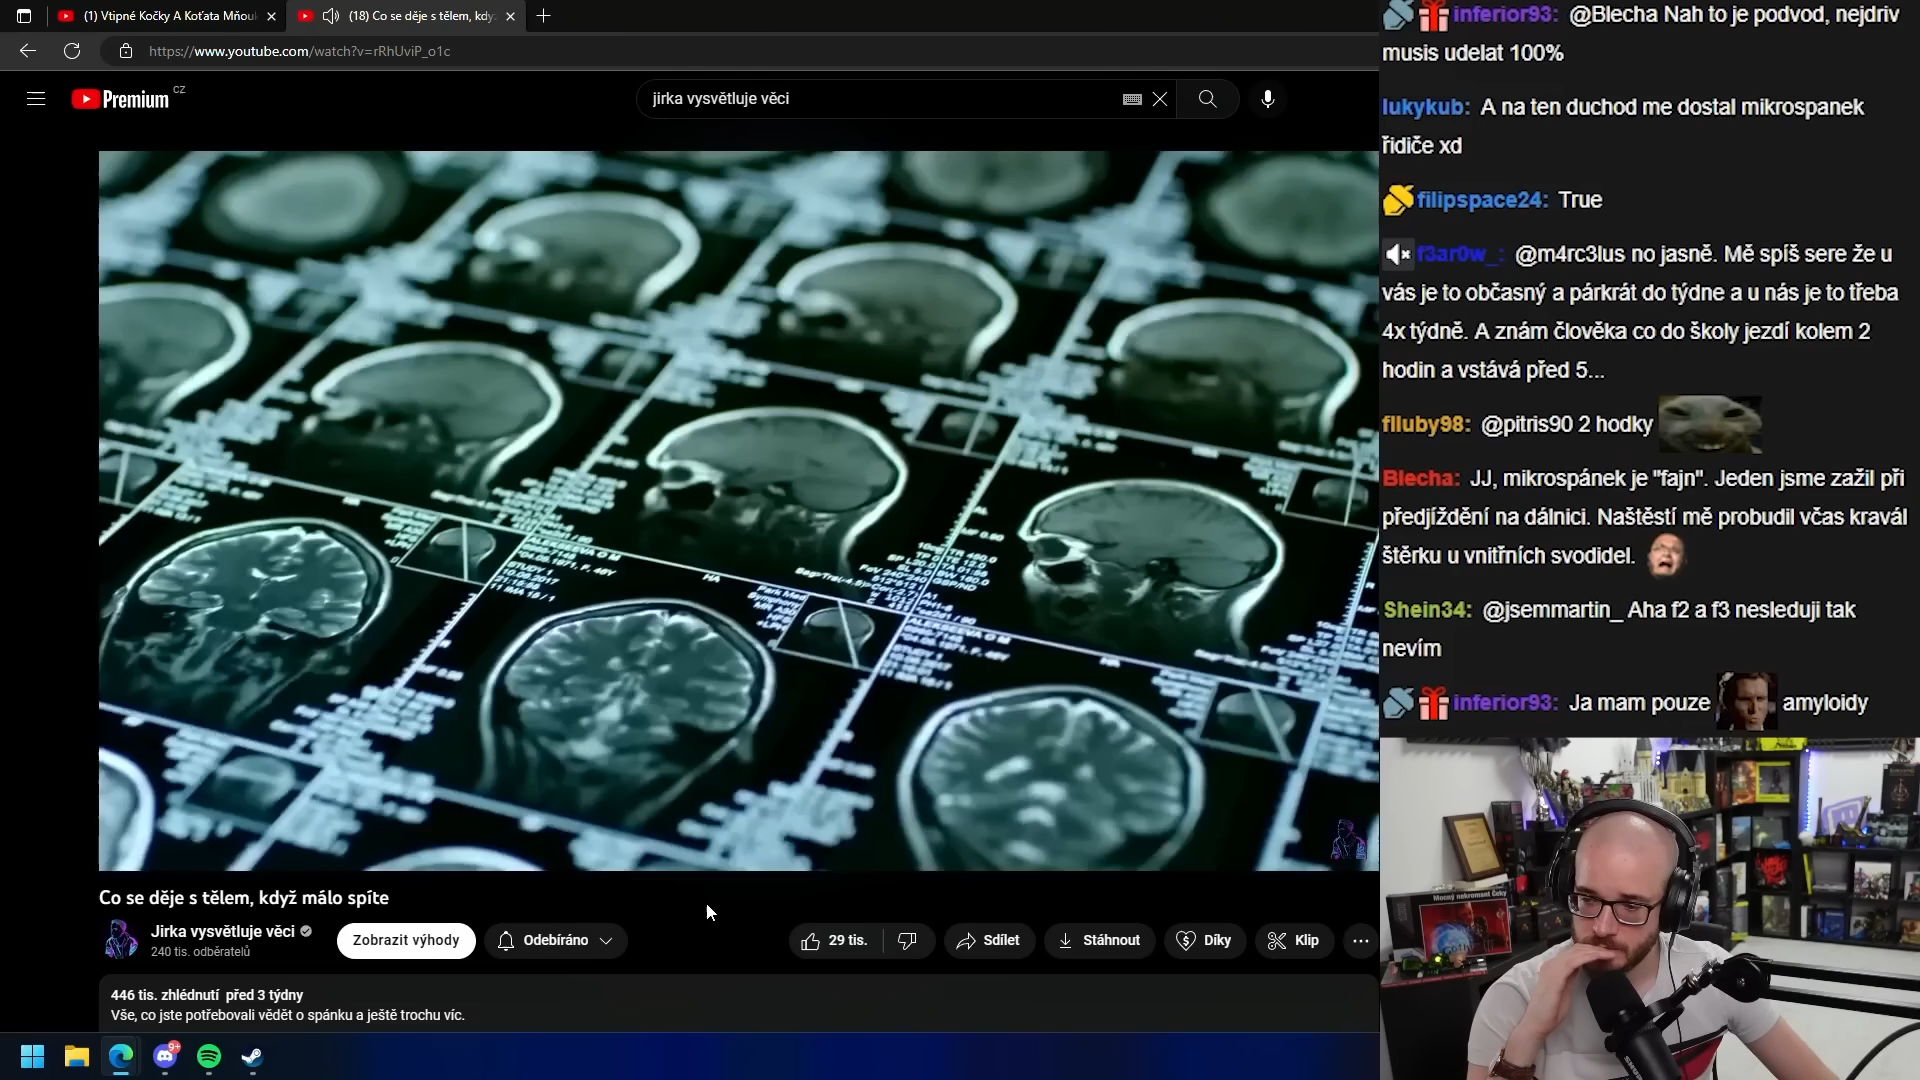 (1) Vtipné Kočky A Koťata Mňouk
(18) Co se děje s tělem, kdy
https://www.youtube.com/watch?v=rRhUviP_o1c
Premium CZ
jirka vysvětluje věci
Co se děje s tělem, když málo spíte
Jirka vysvětluje věci
240 tis. odběratelů
Zobrazit výhody
Odebíráno
29 tis.
Sdílet
Stáhnout
Díky
Klip
446 tis. zhlédnutí před 3 týdny
Vše, co jste potřebovali vědět o spánku a ještě trochu víc.
9+
inferior93: @Blecha Nah to je podvod, nejdriv
musis udelat 100%
lukykub: A na ten duchod me dostal mikrospanek
řidiče xd
filipspace24: True
f3ar0w_: @m4rc3lus no jasně. Mě spíš sere že u
vás je to občasný a párkrát do týdne a u nás je to třeba
4x týdně. A znám člověka co do školy jezdí kolem 2
hodin a vstává před 5...
flluby98: @pitris90 2 hodky
Blecha: JJ, mikrospánek je "fajn". Jeden jsme zažil při
předjíždění na dálnici. Naštěstí mě probudil včas kravál
štěrku u vnitřních svodidel.
Shein34: @jsemmartin_ Aha f2 a f3 nesleduji tak
nevím
inferior93: Ja mam pouze amyloidy